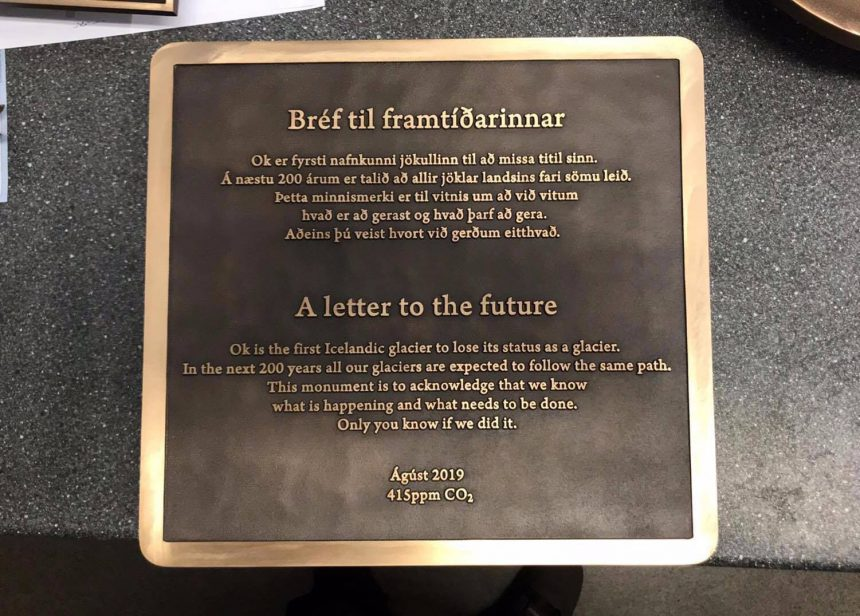 Bréf til framtíðarinnar
Ok er fyrsti nafnkunni jökullinn til að missa titil sinn.
Á næstu 200 árum er talið að allir jöklar landsins fari sömu leið.
Þetta minnismerki er til vitnis um að við vitum
hvað er að gerast og hvað þarf að gera.
Aðeins þú veist hvort við gerðum eitthvað.
A letter to the future
Ok is the first Icelandic glacier to lose its status as a glacier.
In the next 200 years all our glaciers are expected to follow the same path.
This monument is to acknowledge that we know
what is happening and what needs to be done.
Only you know if we did it.
Ágúst 2019
415ppm CO₂